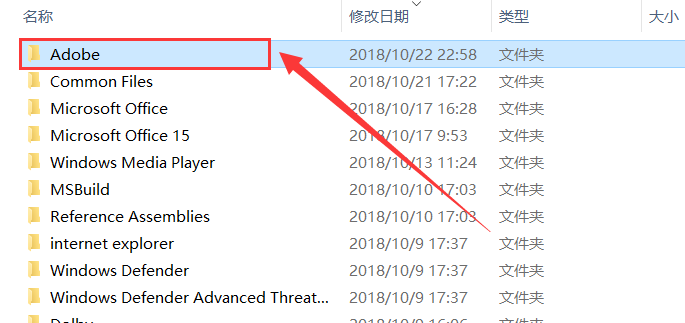 名称 修改日期 类型 大小
Adobe 2018/10/22 22:58 文件夹
Common Files 2018/10/21 17:22 文件夹
Microsoft Office 2018/10/17 16:28 文件夹
Microsoft Office 15 2018/10/17 9:53 文件夹
Windows Media Player 2018/10/13 11:24 文件夹
MSBuild 2018/10/10 17:03 文件夹
Reference Assemblies 2018/10/10 17:03 文件夹
internet explorer 2018/10/9 17:37 文件夹
Windows Defender 2018/10/9 17:37 文件夹
Windows Defender Advanced Threat... 2018/10/9 17:37 文件夹